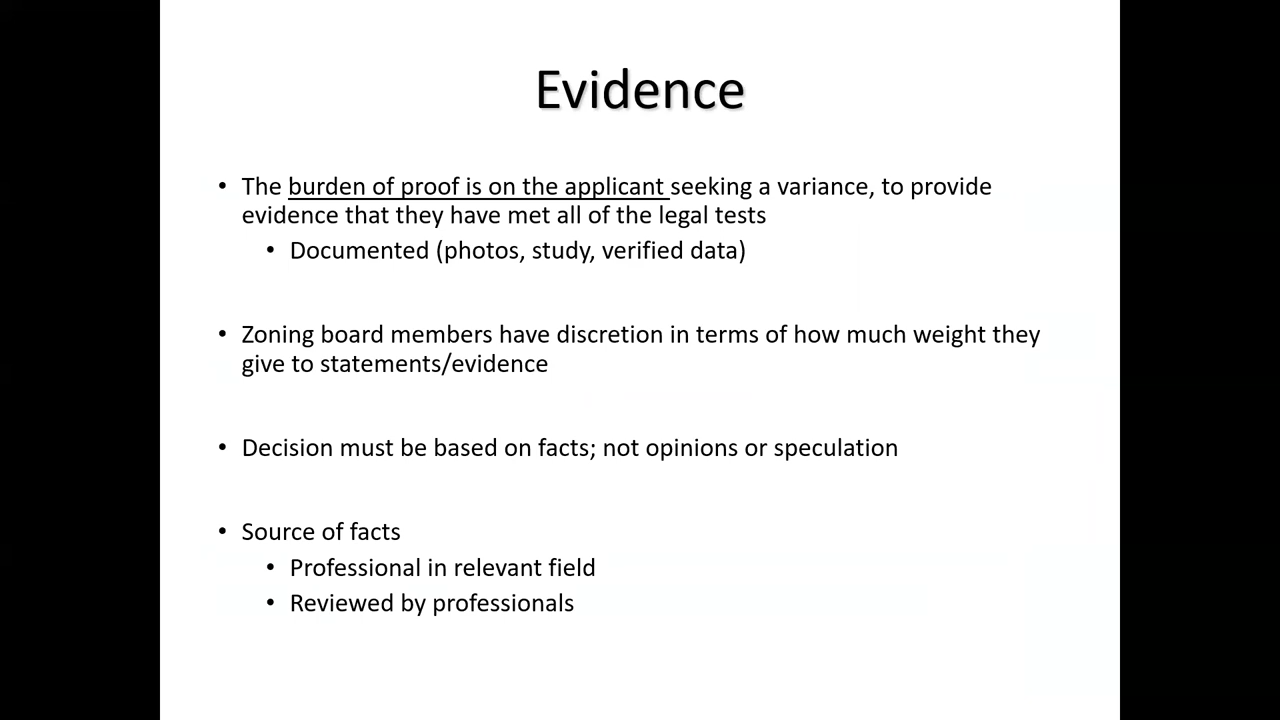 Evidence
• The burden of proof is on the applicant seeking a variance, to provide
evidence that they have met all of the legal tests
• Documented (photos, study, verified data)
• Zoning board members have discretion in terms of how much weight they
give to statements/evidence
• Decision must be based on facts; not opinions or speculation
• Source of facts
• Professional in relevant field
• Reviewed by professionals